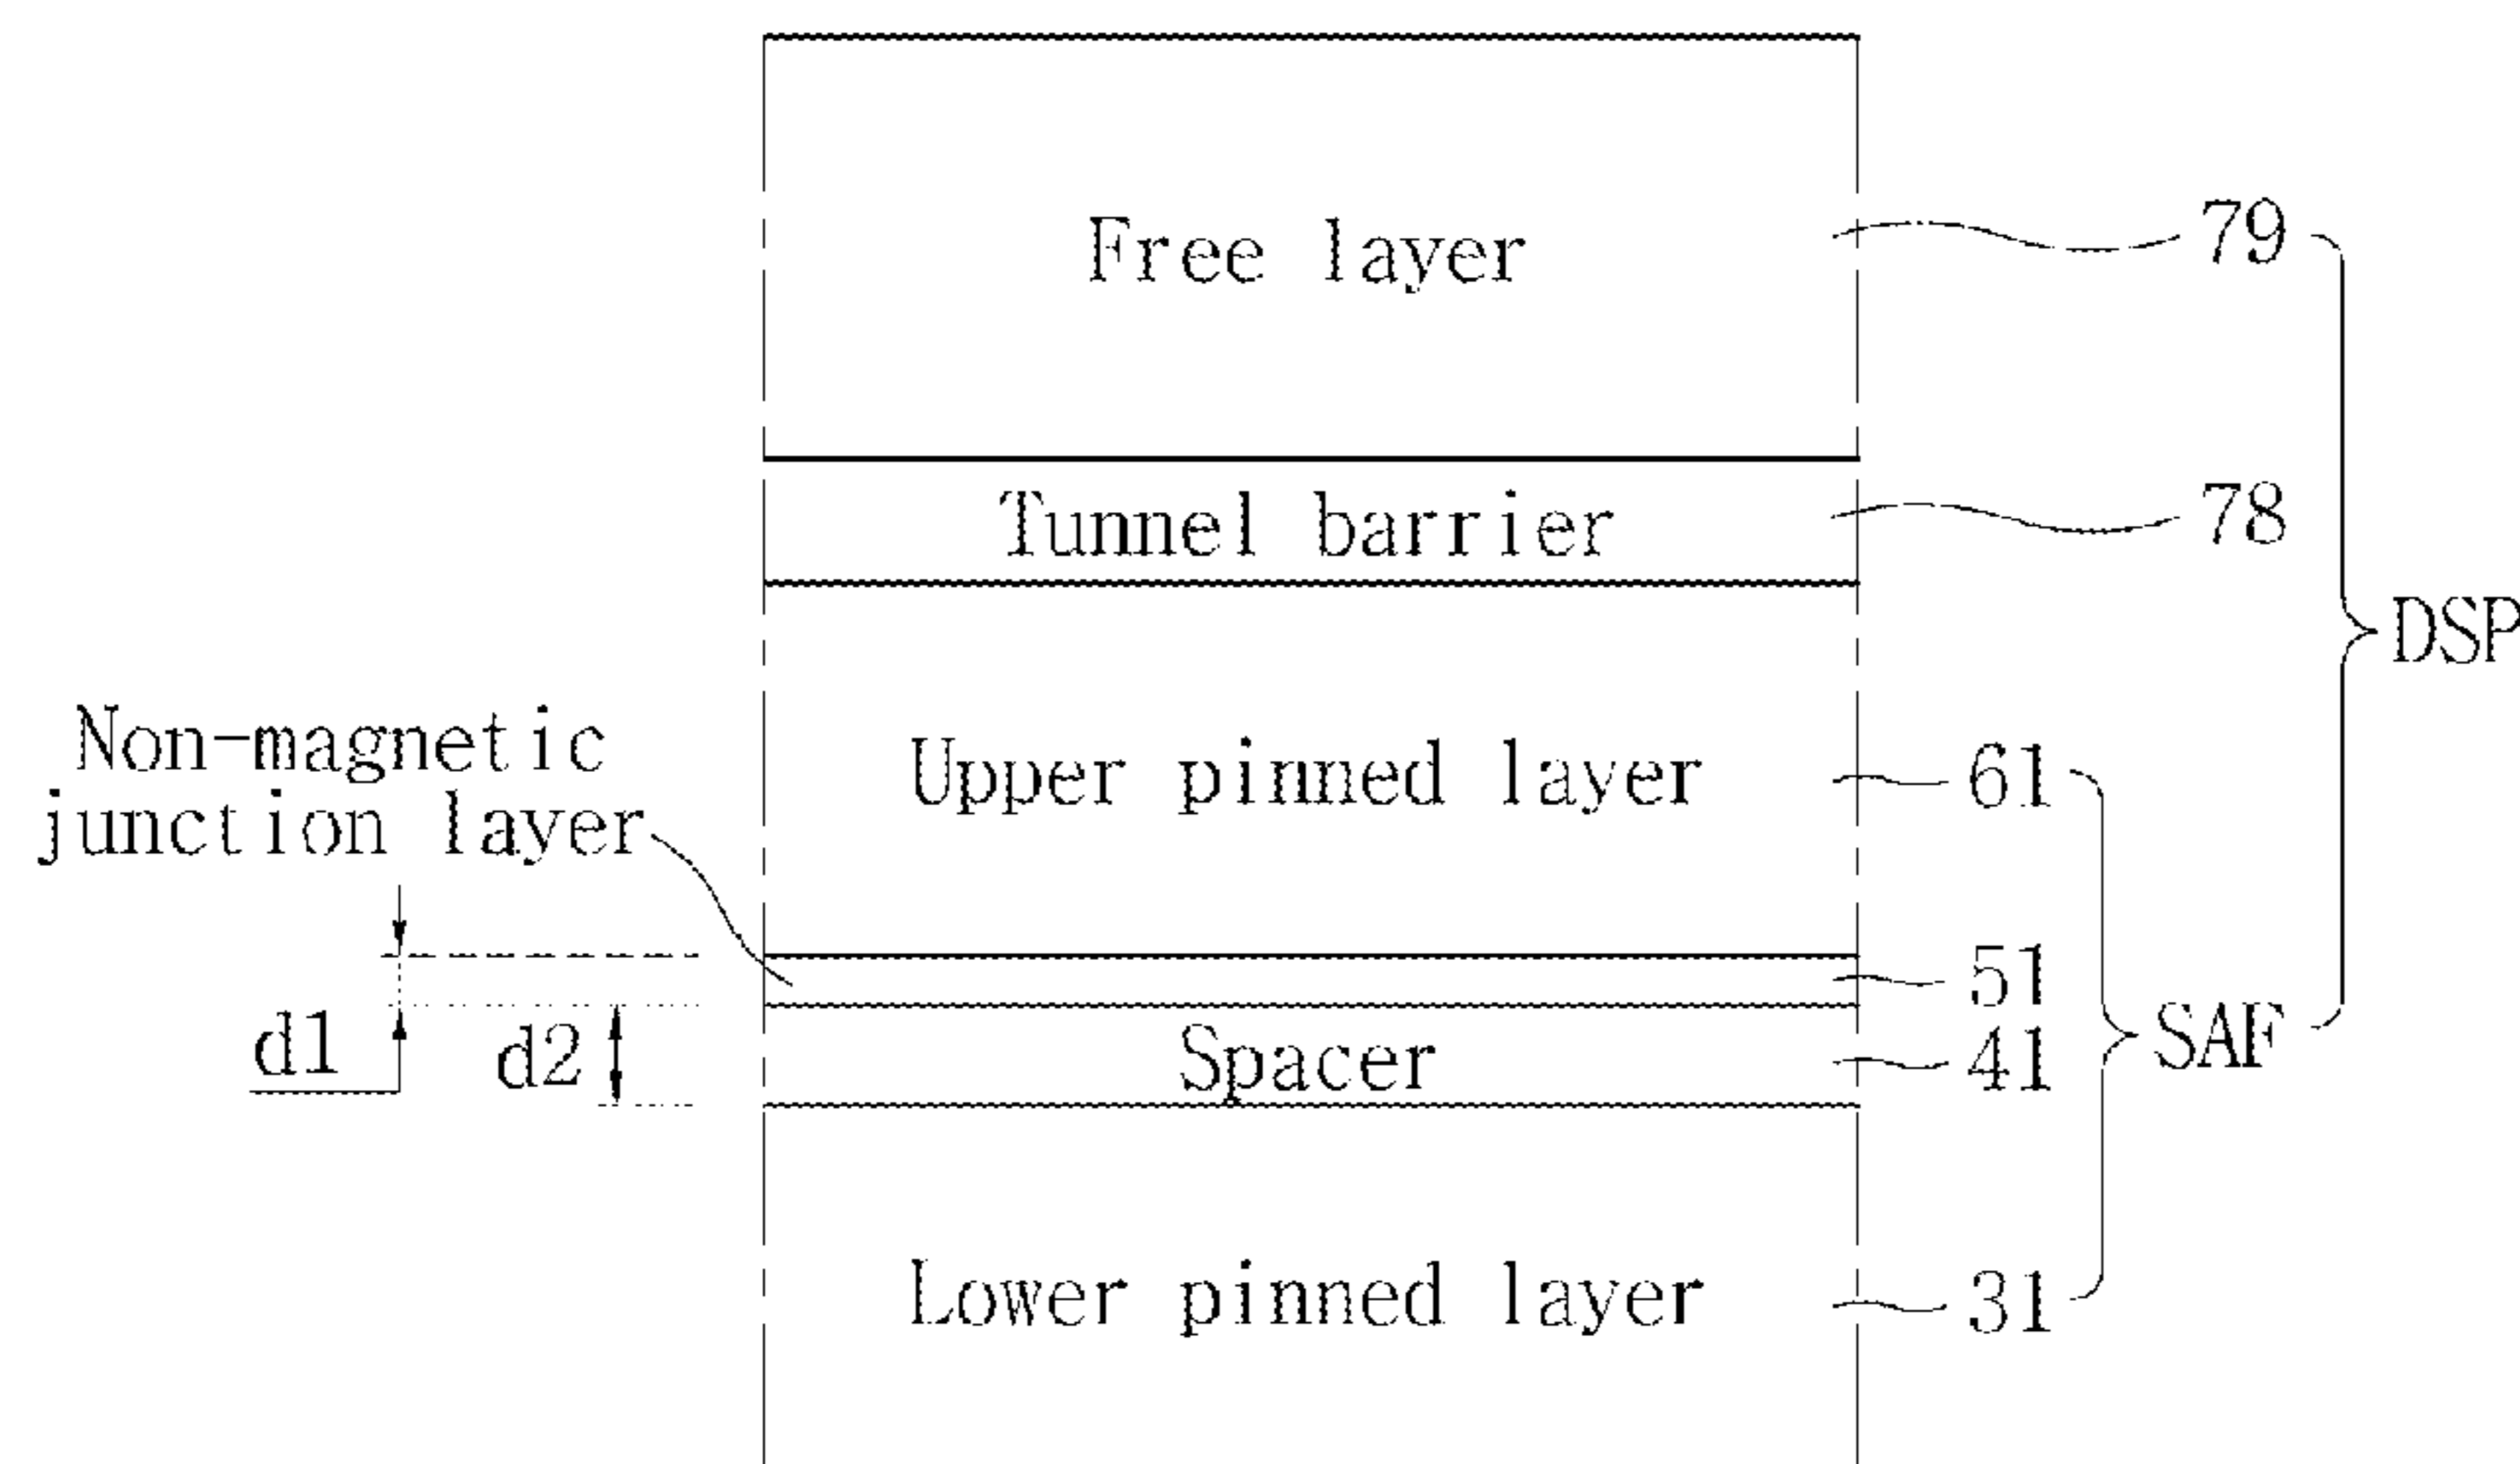 Free layer
79
Tunnel barrier
78
DSP
Non-magnetic
junction layer
Upper pinned layer
61
51
d1
d2
Spacer
41
SAF
Lower pinned layer
31